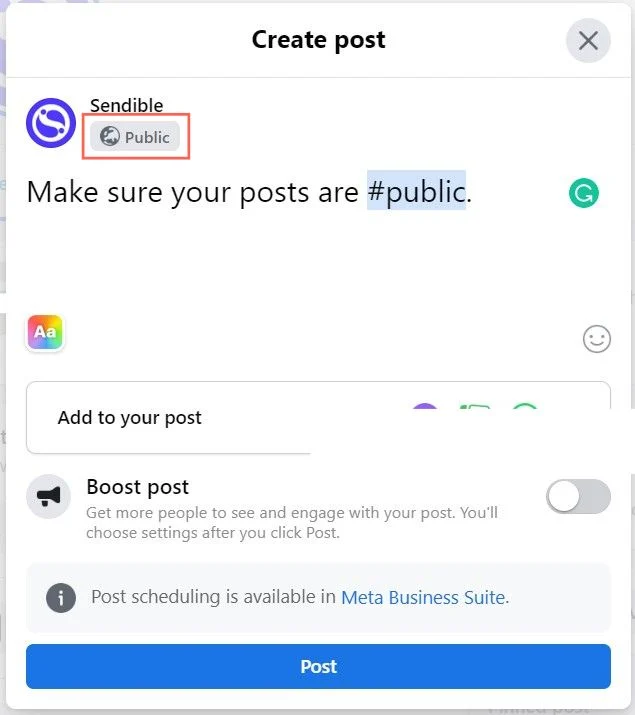 Create post
Sendible
Public
Make sure your posts are #public.
Aa
Add to your post
Boost post
Get more people to see and engage with your post. You'll
choose settings after you click Post.
Post scheduling is available in Meta Business Suite.
Post